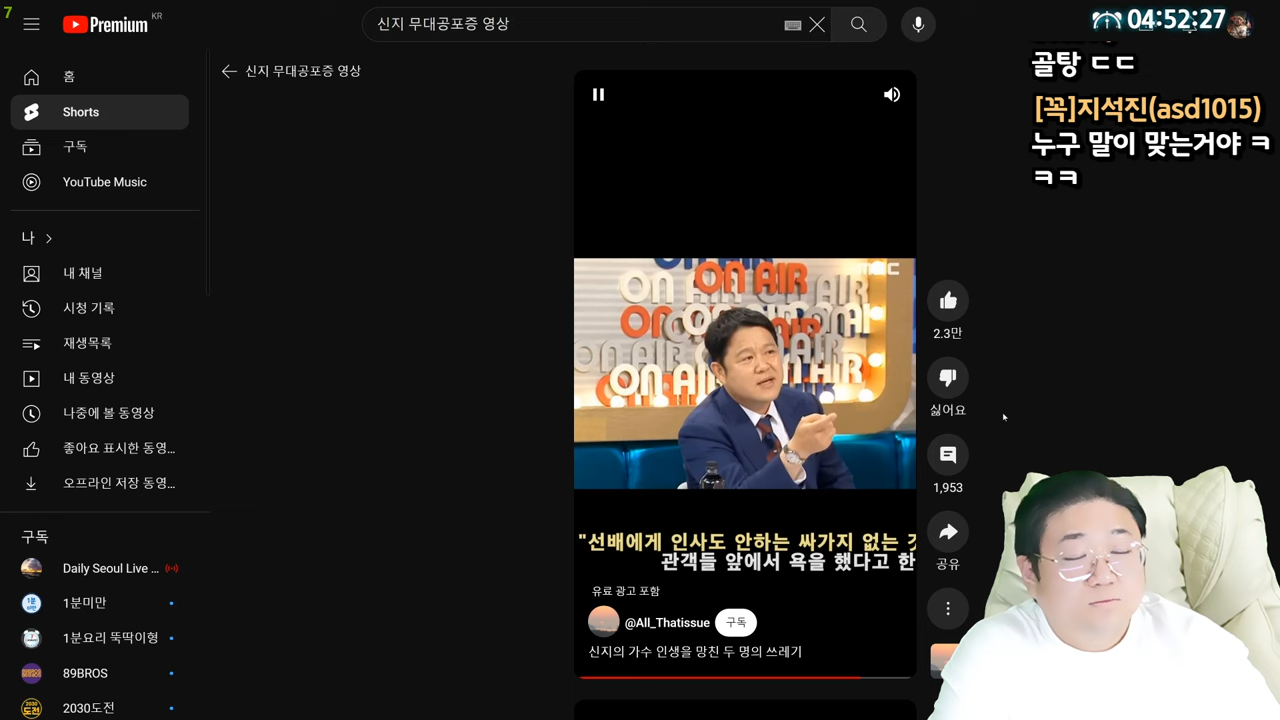 7
Premium KR
신지 무대공포증 영상
04:52:27
골탕 ㄷㄷ
[꼭]지석진(asd1015)
누구 말이 맞는거야 ㅋ
ㅋㅋ
홈
Shorts
구독
YouTube Music
나
내 채널
시청 기록
재생목록
내 동영상
나중에 볼 동영상
좋아요 표시한 동영...
오프라인 저장 동영...
구독
Daily Seoul Live ...
1분미만
1분요리 뚝딱이형
89BROS
2030도전
신지 무대공포증 영상
MBC
ON AIR
"선배에게 인사도 안하는 싸가지 없는
관객들 앞에서 욕을 했다고 한
유료 광고 포함
@All_Thatissue 구독
신지의 가수 인생을 망친 두 명의 쓰레기
2.3만
싫어요
1,953
공유